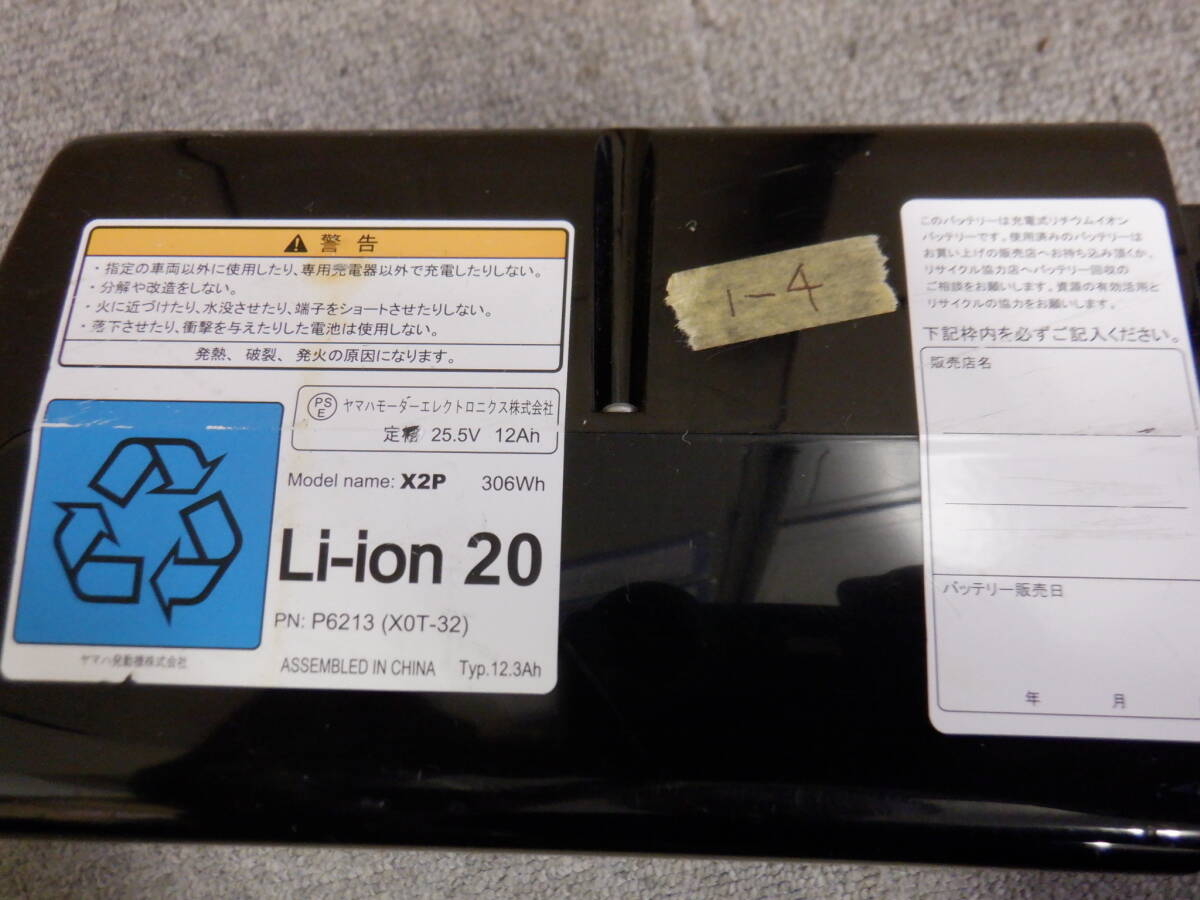 警告
・指定の車両以外に使用したり、専用充電器以外で充電したりしない。
・分解や改造をしない。
・火に近づけたり、水没させたり、端子をショートさせたりしない。
・落下させたり、衝撃を与えたりした電池は使用しない。
発熱、破裂、発火の原因になります。
PS
E
ヤマハモーターエレクトロニクス株式会社
定 25.5V 12Ah
Model name: X2P 306Wh
Li-ion 20
PN: P6213 (X0T-32)
ASSEMBLED IN CHINA Typ.12.3Ah
ヤマハ発動機株式会社
1-4
このバッテリーは充電式リチウムイオン
バッテリーです。使用済みのバッテリーは
お買い上げの販売店へお持ち込み頂くか、
リサイクル協力店へバッテリー回収の
ご相談をお願いします。資源の有効活用と
リサイクルの協力をお願いします。
下記枠内を必ずご記入ください。
販売店名
バッテリー販売日
年 月